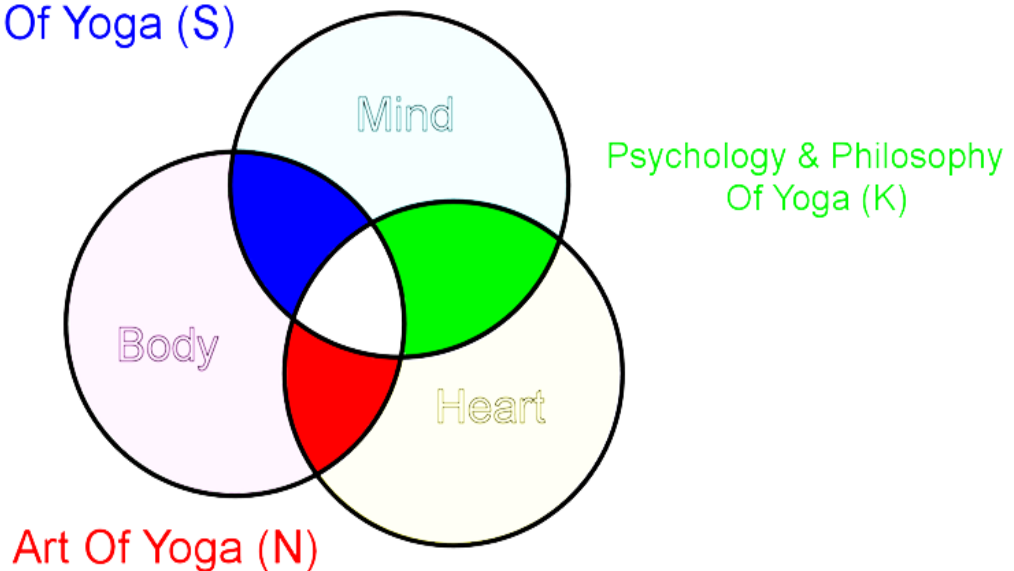 Of Yoga (S)
Mind
Psychology & Philosophy
Of Yoga (K)
Body
Heart
Art Of Yoga (N)